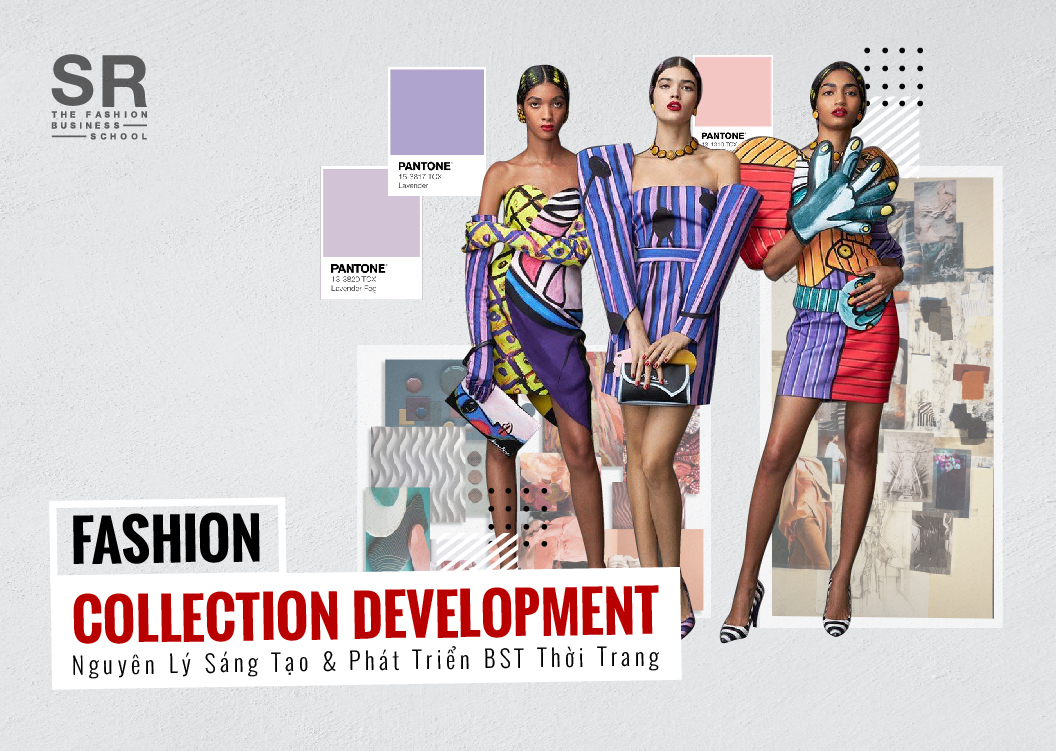 SR
THE FASHION
BUSINESS
SCHOOL
PANTONE
15-3817 TCX
Lavender
PANTONE
PANTONE
13-3820 TCX
Lavender Fog
FASHION
COLLECTION DEVELOPMENT
Nguyên Lý Sáng Tạo & Phát Triển BST Thời Trang